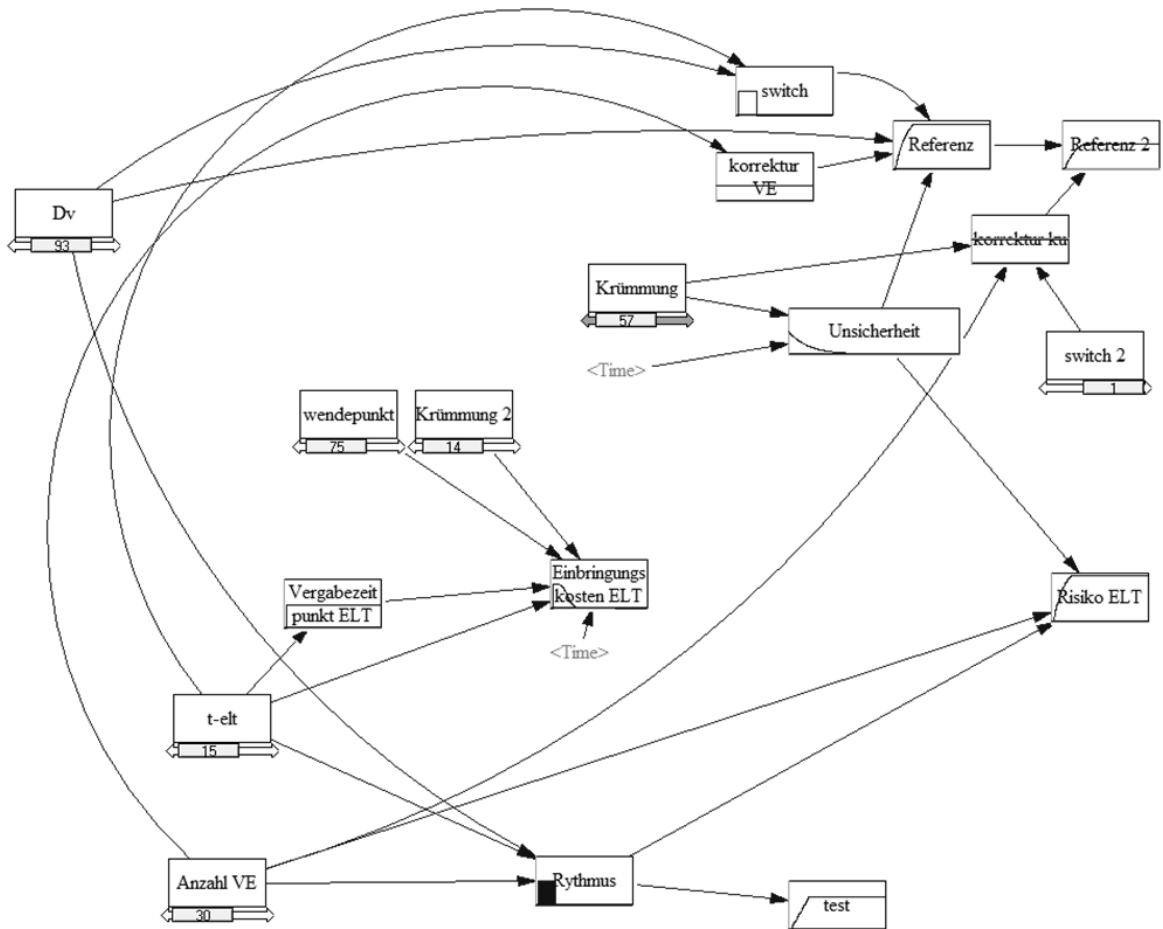 switch
Referenz
Referenz 2
korrektur
VE
Dv
93
korrektur ku
Krümmung
57
Unsicherheit
switch 2
1
<Time>
wendepunkt
75
Krümmung 2
14
Einbringungs
kosten ELT
Vergabezeit
punkt ELT
Risiko ELT
<Time>
t-elt
15
Anzahl VE
30
Rythmus
test